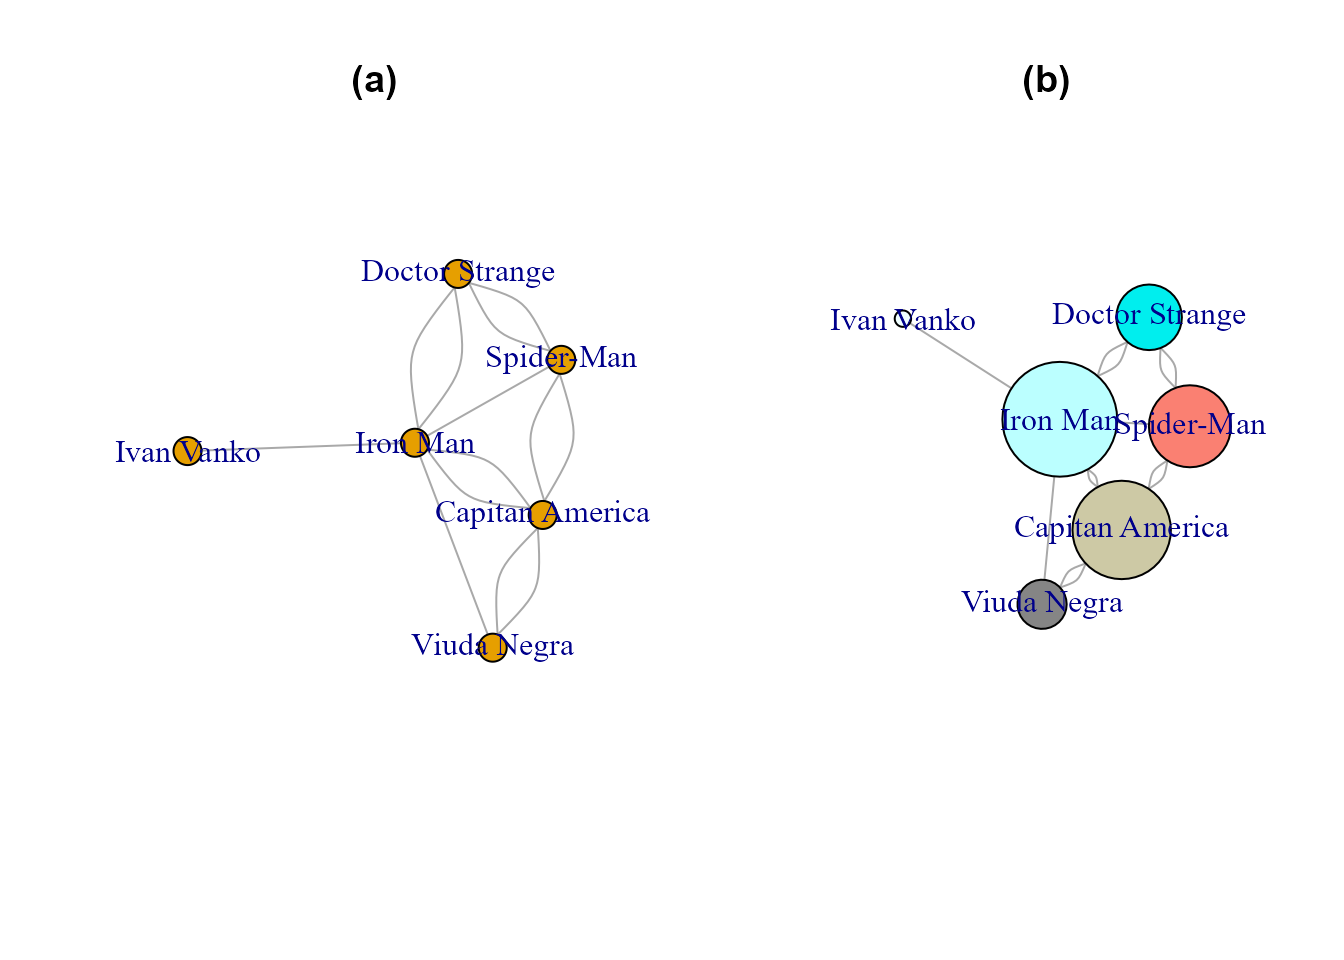 (a)
Doctor Strange
Spider-Man
Iron Man
Ivan Vanko
Capitan America
Viuda Negra
(b)
Doctor Strange
Ivan Vanko
Iron Man
Spider-Man
Capitan America
Viuda Negra